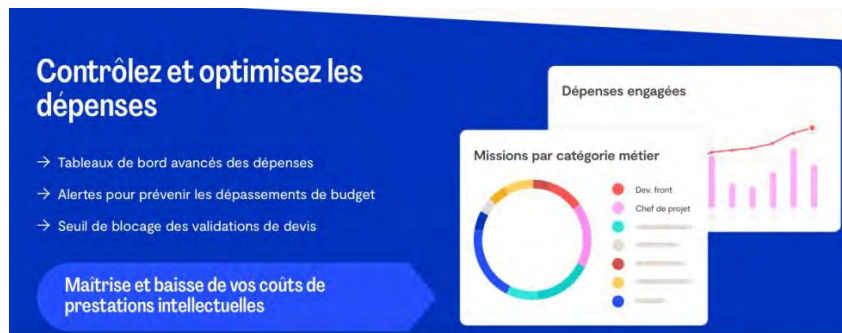 Contrôlez et optimisez les
dépenses
→ Tableaux de bord avancés des dépenses
→ Alertes pour prévenir les dépassements de budget
→ Seuil de blocage des validations de devis
Maîtrise et baisse de vos coûts de
prestations intellectuelles
Dépenses engagées
Missions par catégorie métier
Dev. front
Chef de projet